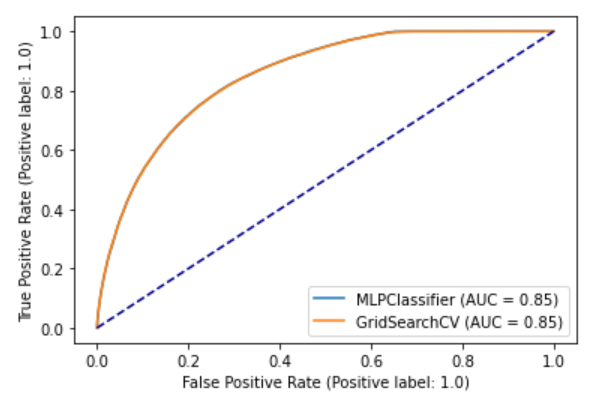 True Positive Rate (Positive label: 1.0)
1.0
0.8
0.6
0.4
0.2
0.0
MLPClassifier (AUC = 0.85)
GridSearchCV (AUC = 0.85)
0.0 0.2 0.4 0.6 0.8 1.0
False Positive Rate (Positive label: 1.0)